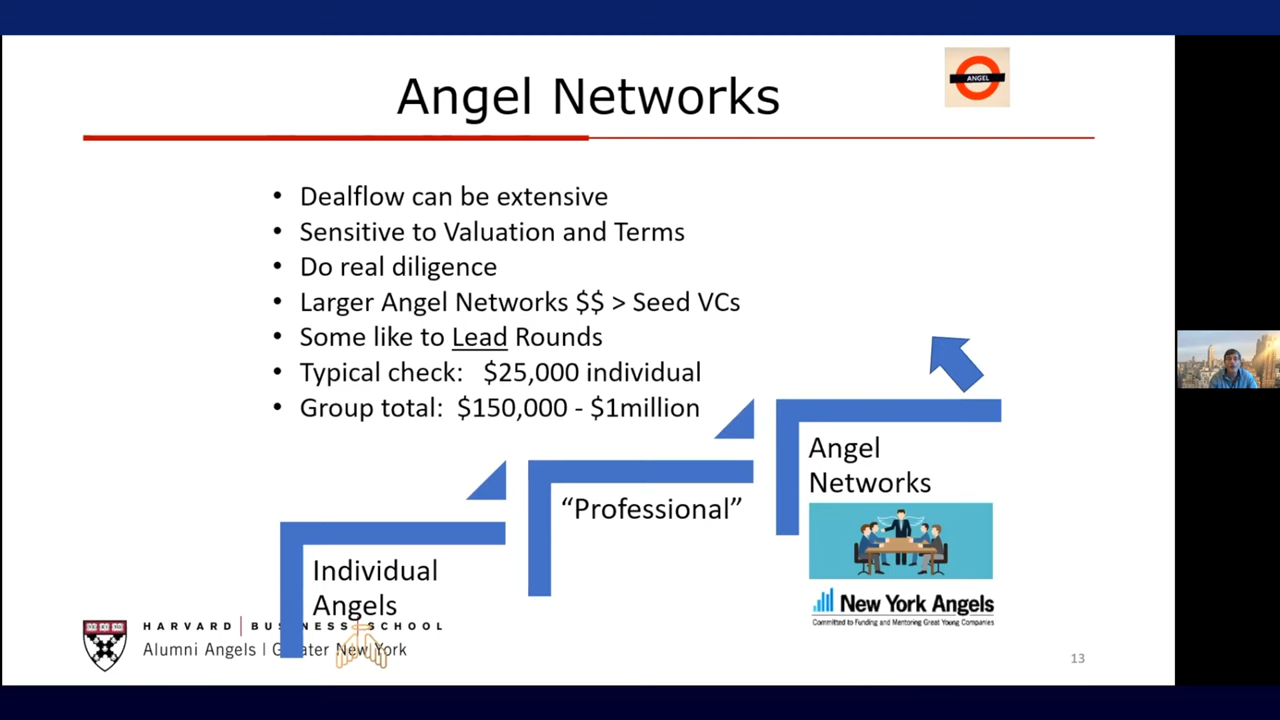 Angel Networks
ANGEL
• Dealflow can be extensive
• Sensitive to Valuation and Terms
• Do real diligence
• Larger Angel Networks $$ > Seed VCs
• Some like to Lead Rounds
• Typical check: $25,000 individual
• Group total: $150,000 - $1million
Angel
Networks
“Professional”
Individual
Angels
New York Angels
Committed to Funding and Mentoring Great Young Companies
HARVARD | BUSINESS SCHOOL
Alumni Angels | Greater New York
13